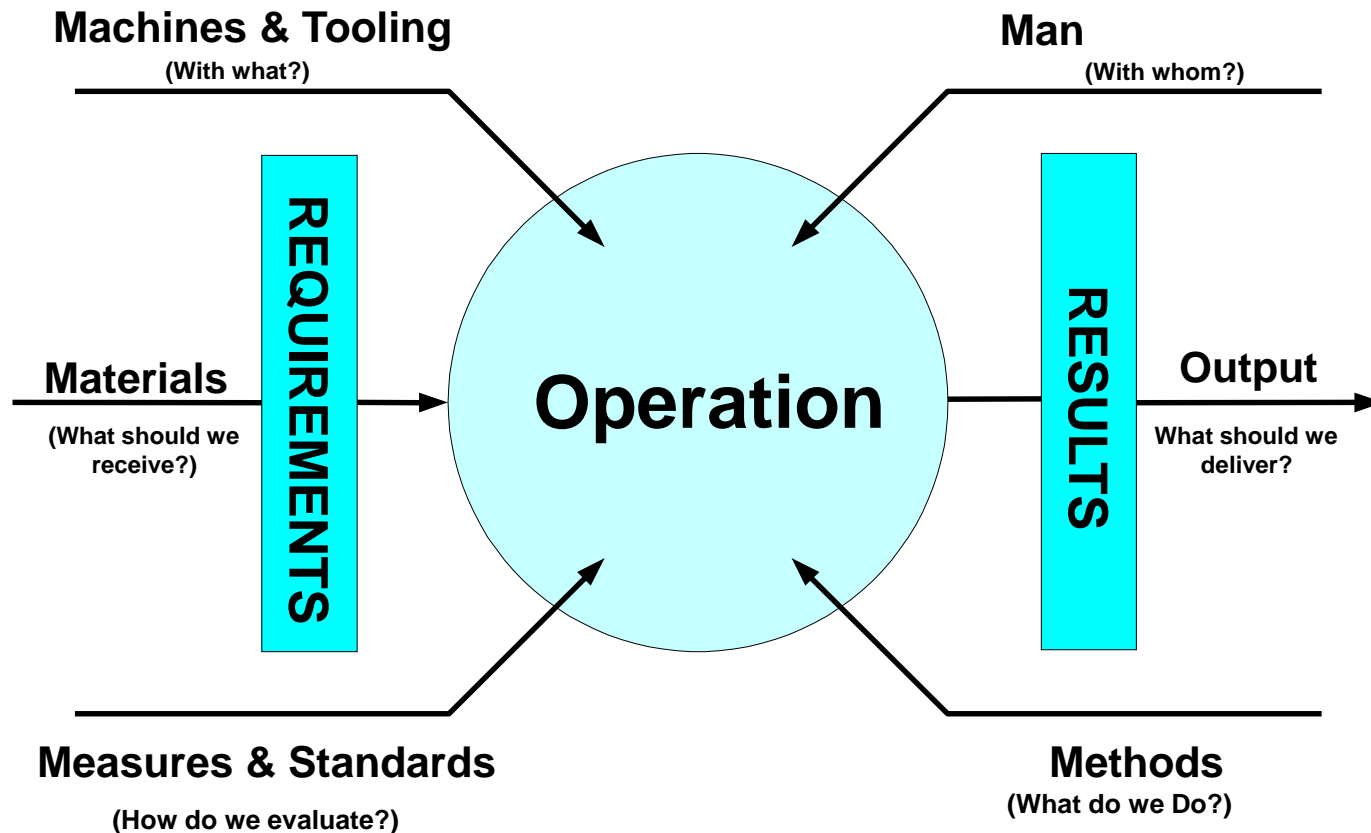 Machines & Tooling
(With what?)
Man
(With whom?)
REQUIREMENTS
RESULTS
Materials
(What should we
receive?)
Operation
Output
What should we
deliver?
Measures & Standards
(How do we evaluate?)
Methods
(What do we Do?)